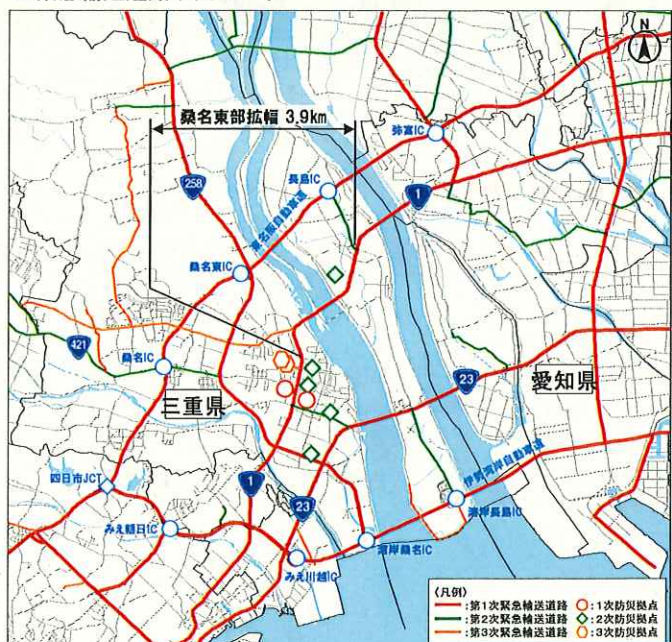 N
桑名東部拡幅 3.9km
弥富IC
258
長島IC
1
東名阪自動車道
桑名東IC
421
桑名IC
三重県
23
愛知県
四日市JCT
1
伊勢湾岸自動車道
23
湾岸長島IC
みえ朝日IC
湾岸桑名IC
みえ川越IC
〈凡例〉
:第1次緊急輸送道路 :1次防災拠点
:第2次緊急輸送道路 :2次防災拠点
:第3次緊急輸送道路 :3次防災拠点